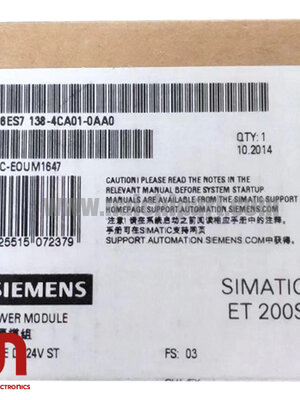 6ES7 138-4CA01-0AA0
C-E0UM1647
QTY: 1
10.2014
CAUTION! PLEASE READ THE NOTES IN THE
RELEVANT MANUAL BEFORE SYSTEM STARTUP
MANUALS ARE AVAILABLE FROM THE SIMATIC SUPPORT
HOMEPAGE SUPPORT.AUTOMATION.SIEMENS.COM
注意! 在系统启动之前请阅读相应手册中的注意事项.
手册可在SIMATIC支持网页
SUPPORT.AUTOMATION.SIEMENS.COM中获得.
25515 072379
SIEMENS
SIMATIC
ET 200S
WER MODULE
E D 24V ST
FS: 03
ECTRONICS